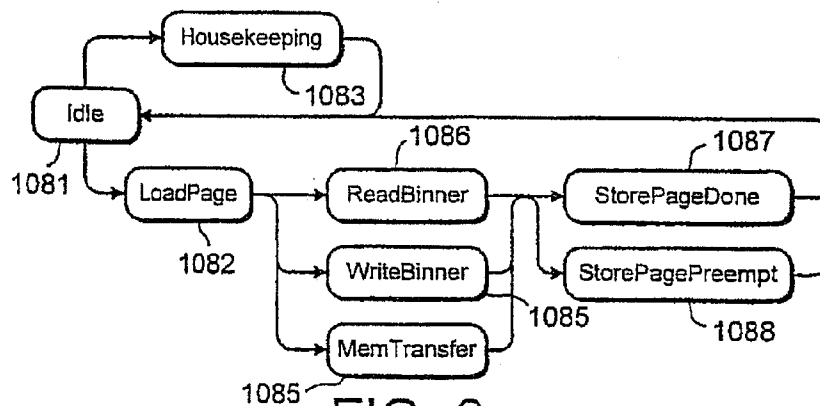 Housekeeping
1083
Idle
1081
1086
1087
LoadPage
ReadBinner
StorePageDone
1082
WriteBinner
StorePagePreempt
1085
1088
MemTransfer
1085